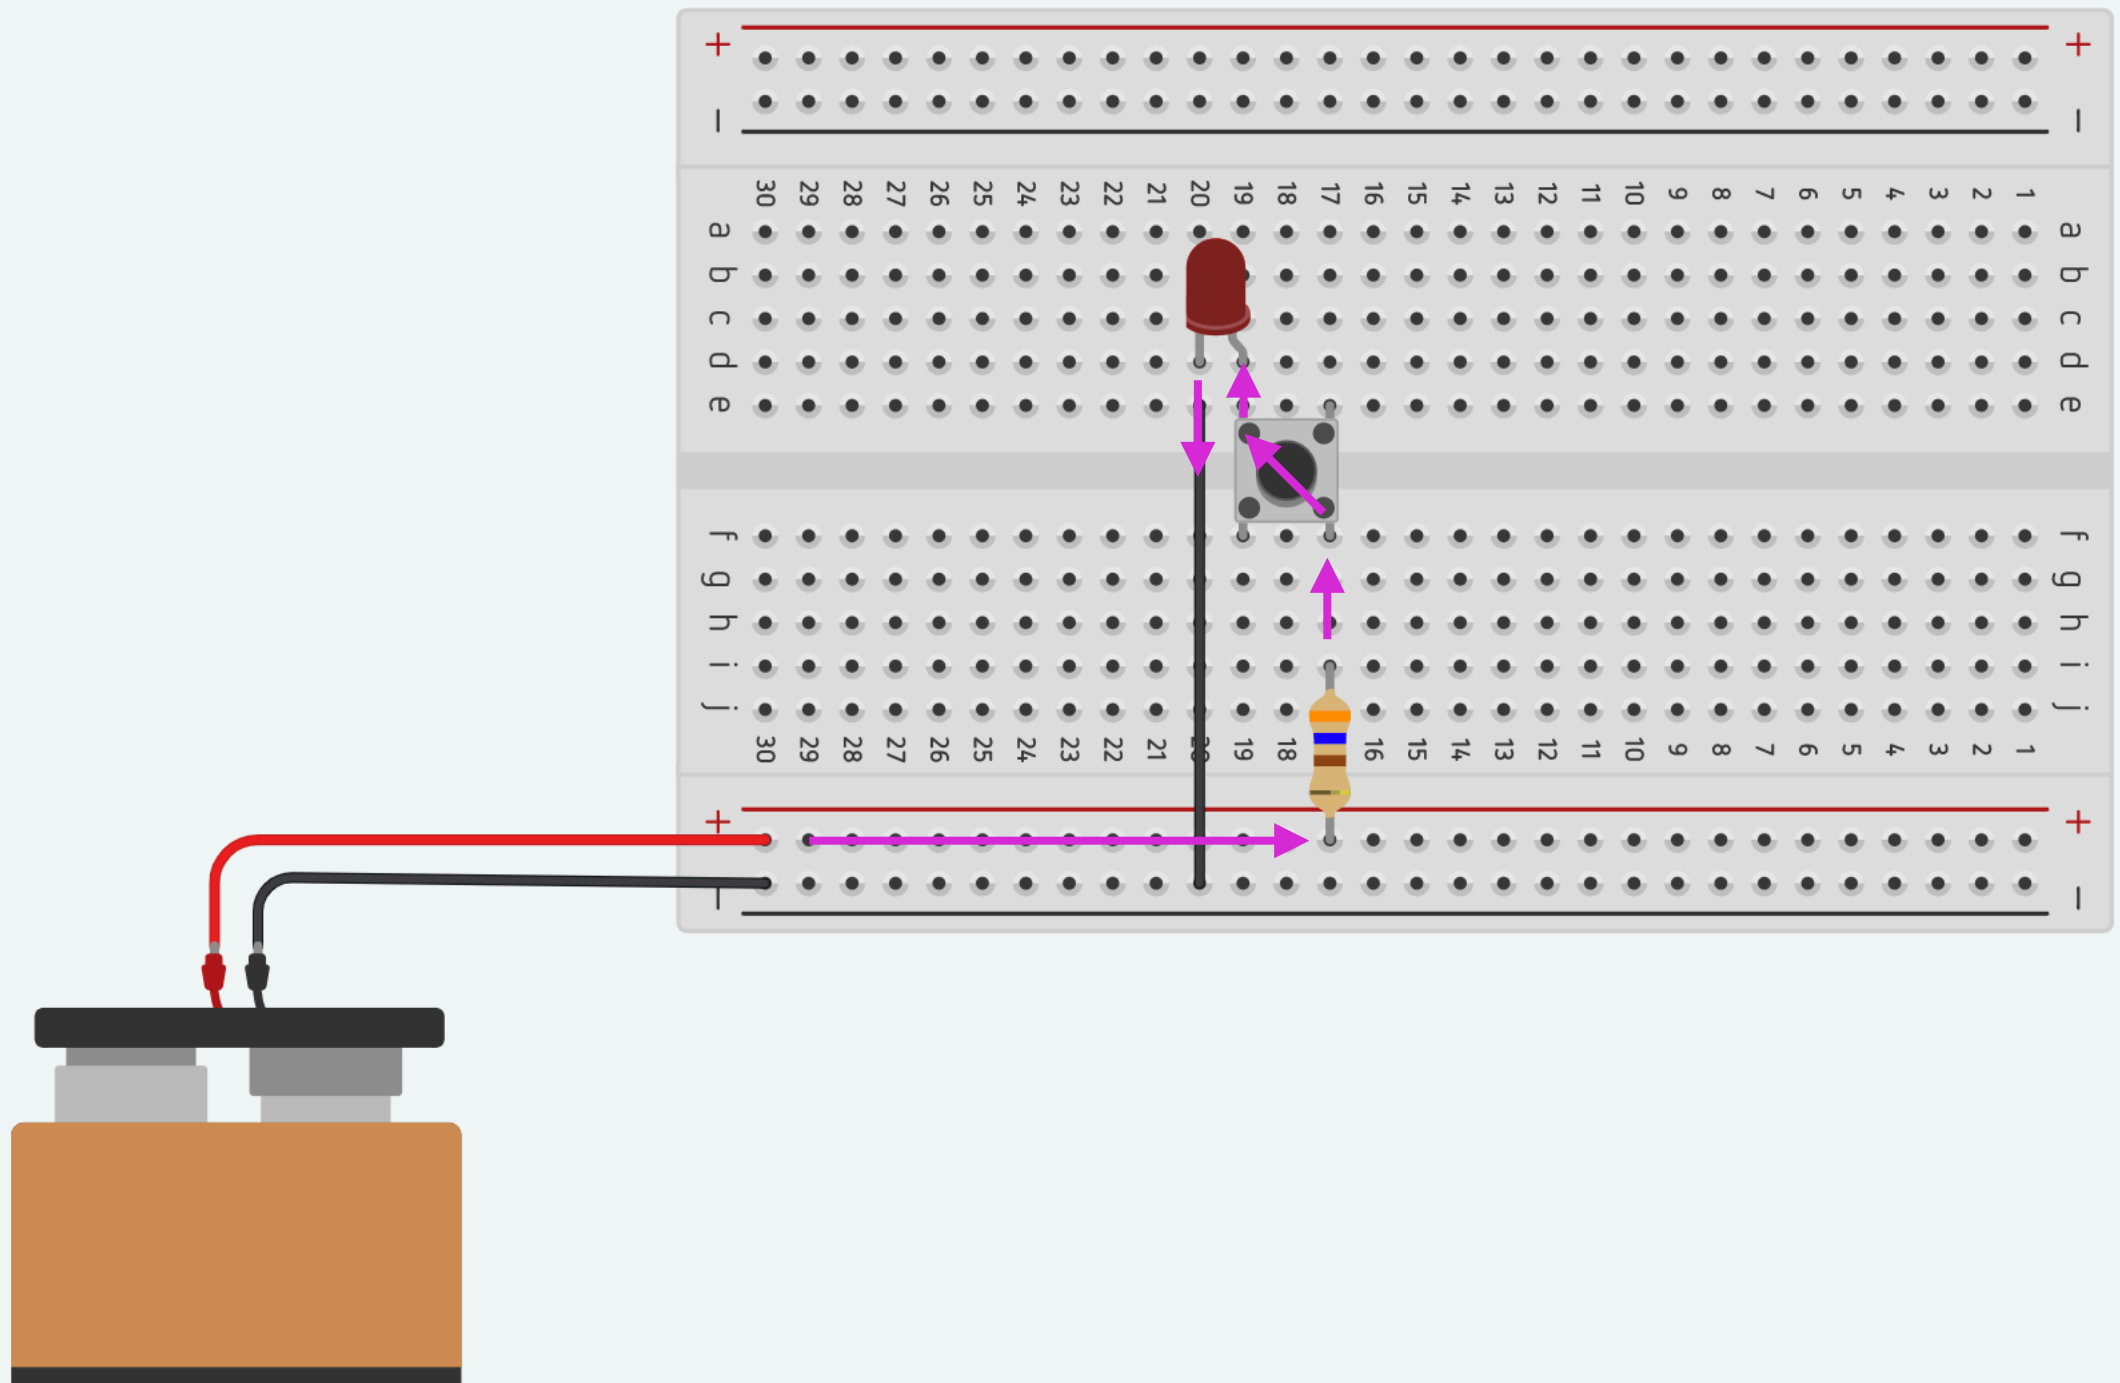 + +
– –
30 29 28 27 26 25 24 23 22 21 20 19 18 17 16 15 14 13 12 11 10 9 8 7 6 5 4 3 2 1
a a
b b
c c
d d
e e
f f
g g
h h
i i
j j
30 29 28 27 26 25 24 23 22 21 19 18 16 15 14 13 12 11 10 9 8 7 6 5 4 3 2 1
+ +
– –